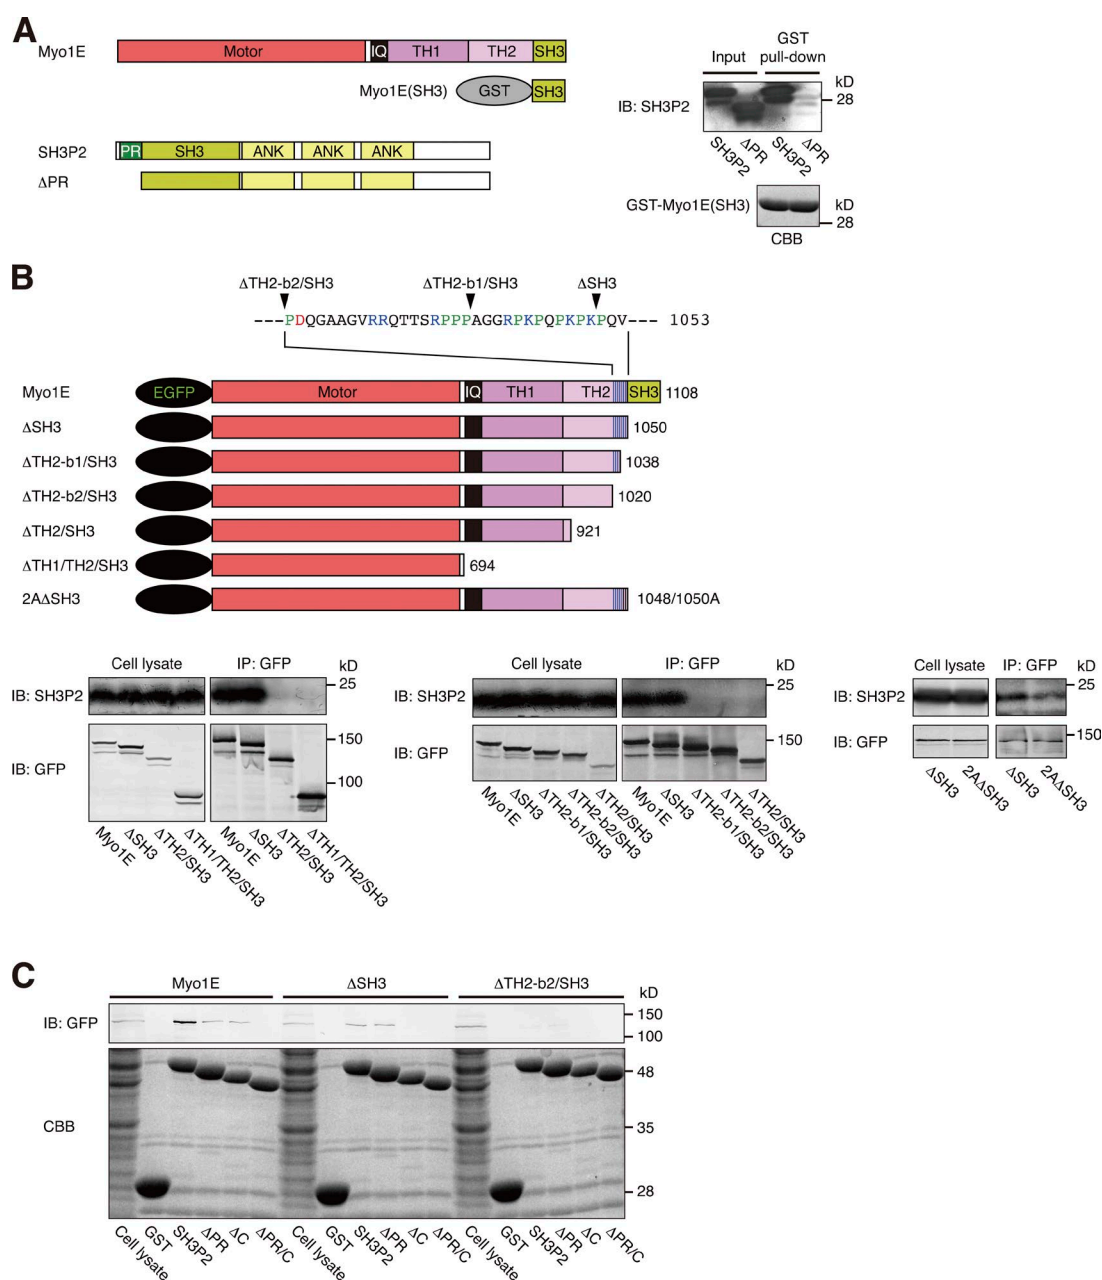 A
Myo1E
Motor
IQ
TH1
TH2
SH3
Myo1E(SH3)
GST
SH3
SH3P2
PR
SH3
ANK
ANK
ANK
ΔPR
Input
GST
pull-down
kD
IB: SH3P2
28
SH3P2
ΔPR
SH3P2
ΔPR
GST-Myo1E(SH3)
kD
28
CBB
B
ΔTH2-b2/SH3
ΔTH2-b1/SH3
ΔSH3
---PDQGAAGVRRQTTSRPPPAGGRPKPQPKPKPQV---- 1053
Myo1E
EGFP
Motor
IQ
TH1
TH2
SH3
1108
ΔSH3
1050
ΔTH2-b1/SH3
1038
ΔTH2-b2/SH3
1020
ΔTH2/SH3
921
ΔTH1/TH2/SH3
694
2AΔSH3
1048/1050A
Cell lysate
IP: GFP
kD
IB: SH3P2
25
IB: GFP
150
100
Myo1E
ΔSH3
ΔTH2/SH3
ΔTH1/TH2/SH3
Myo1E
ΔSH3
ΔTH2/SH3
ΔTH1/TH2/SH3
Cell lysate
IP: GFP
kD
IB: SH3P2
25
IB: GFP
150
Myo1E
ΔSH3
ΔTH2-b1/SH3
ΔTH2-b2/SH3
ΔTH2/SH3
Myo1E
ΔSH3
ΔTH2-b1/SH3
ΔTH2-b2/SH3
ΔTH2/SH3
Cell lysate
IP: GFP
kD
IB: SH3P2
25
IB: GFP
150
ΔSH3
2AΔSH3
ΔSH3
2AΔSH3
C
Myo1E
ΔSH3
ΔTH2-b2/SH3
kD
IB: GFP
150
100
48
CBB
35
28
Cell lysate
GST
SH3P2
ΔPR
ΔC
ΔPR/C
Cell lysate
GST
SH3P2
ΔPR
ΔC
ΔPR/C
Cell lysate
GST
SH3P2
ΔPR
ΔC
ΔPR/C